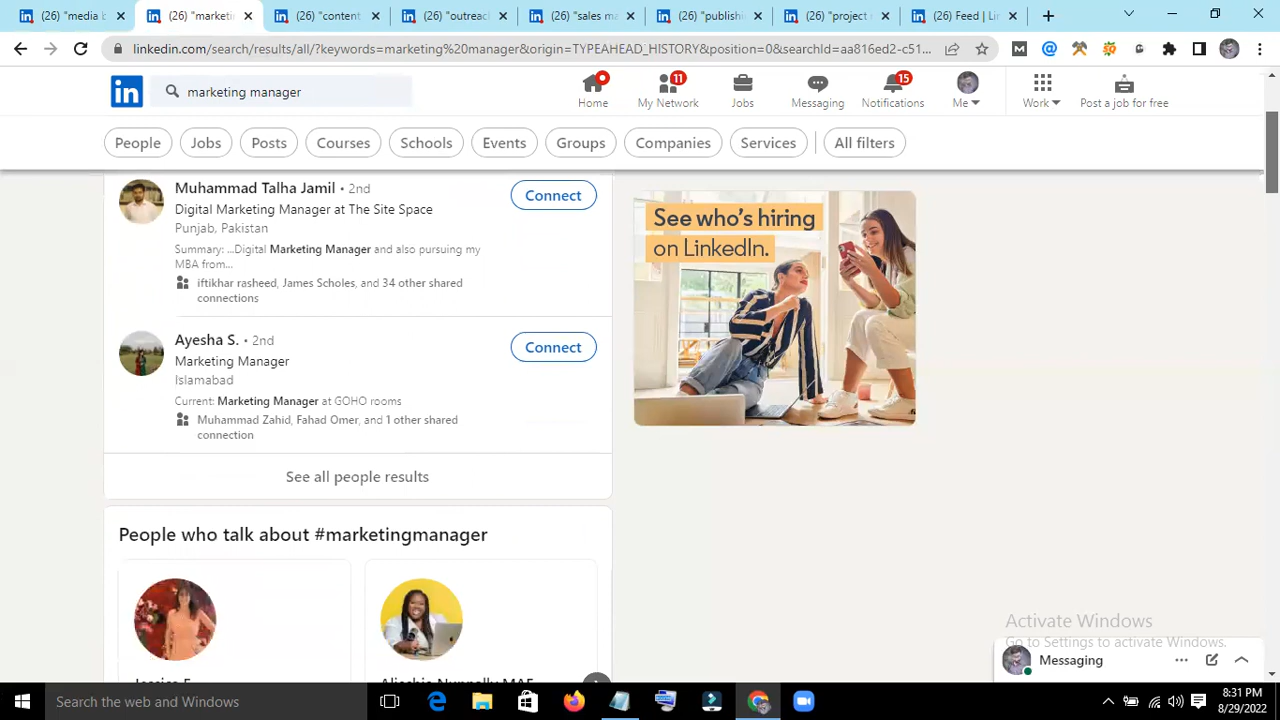 (26) "media b
(26) "marketi
(26) "content
(26) "outreac
(26) "sales ma
(26) "publishi
(26) "project m
(26) Feed | Lin
linkedin.com/search/results/all/?keywords=marketing%20manager&origin=TYPEAHEAD_HISTORY&position=0&searchId=aa816ed2-c51...
in
marketing manager
Home
11
My Network
Jobs
Messaging
15
Notifications
Me
Work
Post a job for free
People
Jobs
Posts
Courses
Schools
Events
Groups
Companies
Services
All filters
Muhammad Talha Jamil • 2nd
Connect
Digital Marketing Manager at The Site Space
Punjab, Pakistan
Summary: ...Digital Marketing Manager and also pursuing my
MBA from...
iftikhar rasheed, James Scholes, and 34 other shared
connections
Ayesha S. • 2nd
Connect
Marketing Manager
Islamabad
Current: Marketing Manager at GOHO rooms
Muhammad Zahid, Fahad Omer, and 1 other shared
connection
See all people results
See who's hiring
on LinkedIn.
People who talk about #marketingmanager
Activate Windows
Go to Settings to activate Windows.
Messaging
Search the web and Windows
8:31 PM
8/29/2022